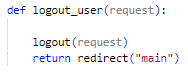 def logout_user(request):
logout(request)
return redirect("main")